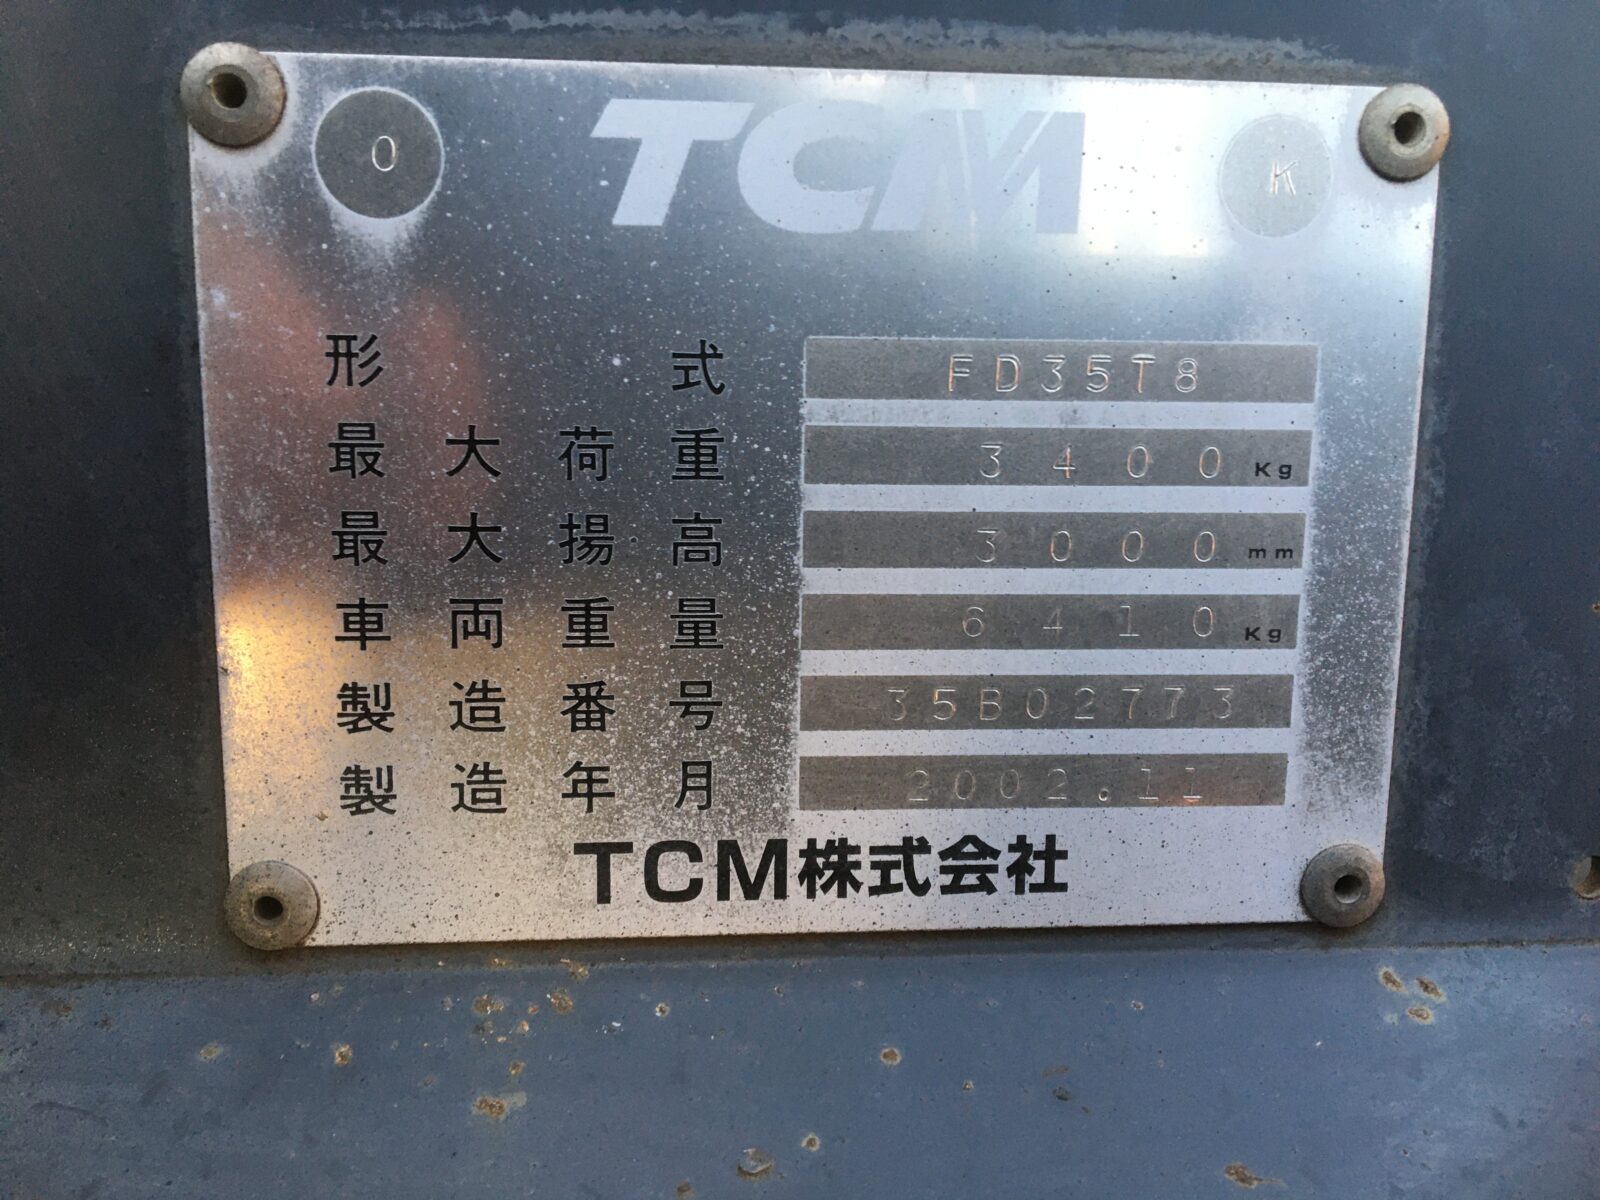 O TCM K
形式 FD35T8
最大荷重 3400 Kg
最大揚高 3000 mm
車両重量 6410 Kg
製造番号 35B02773
製造年月 2002.11
TCM株式会社